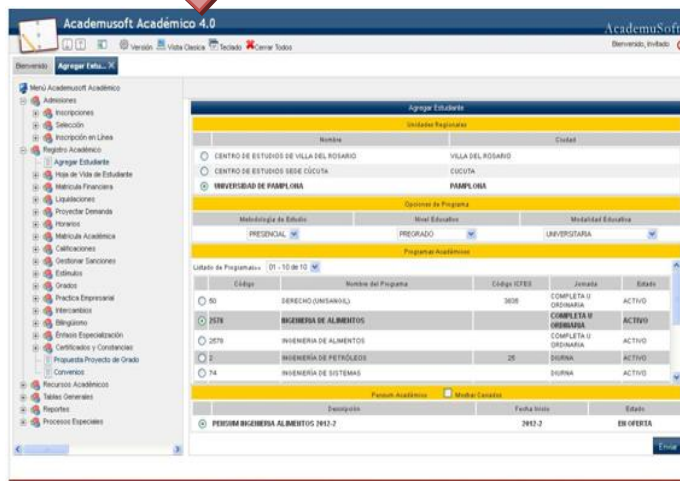 Academusoft Académico 4.0
AcademuSoft
Versión Vista Clasica Teclado Cerrar Todos
Bienvenido, Invitado
Bienvenido Agregar Estu... X
Menú Academusoft Académico
Admisiones
Inscripciones
Selección
Inscripción en Línea
Registro Académico
Agregar Estudiante
Hoja de Vida de Estudiante
Matrícula Financiera
Liquidaciones
Proyectar Demanda
Horarios
Matrícula Académica
Calificaciones
Gestionar Sanciones
Estímulos
Grados
Practica Empresarial
Intercambios
Bilingüismo
Énfasis Especialización
Certificados y Constancias
Propuesta Proyecto de Grado
Convenios
Recursos Académicos
Tablas Generales
Reportes
Procesos Especiales
Agregar Estudiante
Unidades Regionales
Nombre Ciudad
CENTRO DE ESTUDIOS DE VILLA DEL ROSARIO VILLA DEL ROSARIO
CENTRO DE ESTUDIOS SEDE CÚCUTA CUCUTA
UNIVERSIDAD DE PAMPLONA PAMPLONA
Opciones de Programa
Metodología de Estudio Nivel Educativo Modalidad Educativa
PRESENCIAL PREGRADO UNIVERSITARIA
Programas Académicos
Listado de Programas>> 01 - 10 de 10
Código Nombre del Programa Código ICFES Jornada Estado
60 DERECHO (UNISANGIL) COMPLETA U ORDINARIA ACTIVO
2578 INGENIERIA DE ALIMENTOS COMPLETA U ORDINARIA ACTIVO
2579 INGENIERIA DE ALIMENTOS COMPLETA U ORDINARIA ACTIVO
2 INGENIERÍA DE PETRÓLEOS 25 DIURNA ACTIVO
74 INGENIERÍA DE SISTEMAS DIURNA ACTIVO
Pensum Académico Mostrar Cerrados
Descripción Fecha Inicio Estado
PENSUM INGENIERIA ALIMENTOS 2012-2 2012-2 EN OFERTA
Enviar